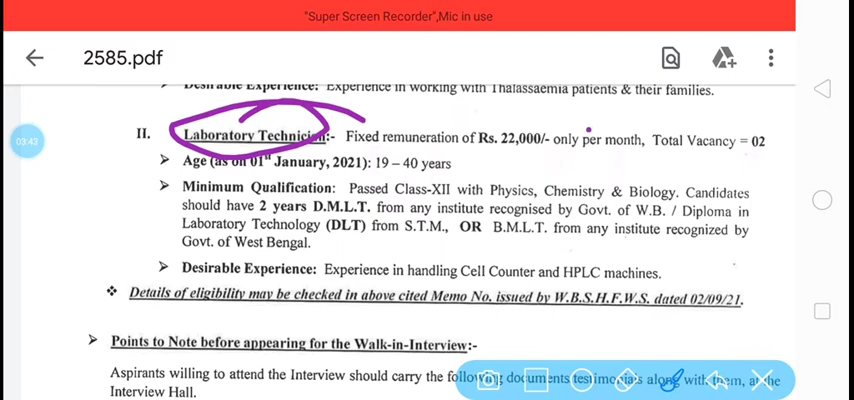 "Super Screen Recorder",Mic in use
2585.pdf
Desirable Experience: Experience in working with Thalassaemia patients & their families.
03:43
II. Laboratory Technician:- Fixed remuneration of Rs. 22,000/- only per month, Total Vacancy = 02
➤ Age (as on 01st January, 2021): 19 – 40 years
➤ Minimum Qualification: Passed Class-XII with Physics, Chemistry & Biology. Candidates
should have 2 years D.M.L.T. from any institute recognised by Govt. of W.B. / Diploma in
Laboratory Technology (DLT) from S.T.M., OR B.M.L.T. from any institute recognized by
Govt. of West Bengal.
➤ Desirable Experience: Experience in handling Cell Counter and HPLC machines.
❖ Details of eligibility may be checked in above cited Memo No. issued by W.B.S.H.F.W.S. dated 02/09/21.
➤ Points to Note before appearing for the Walk-in-Interview:-
Aspirants willing to attend the Interview should carry the following documents testimonials along with them, at the
Interview Hall.